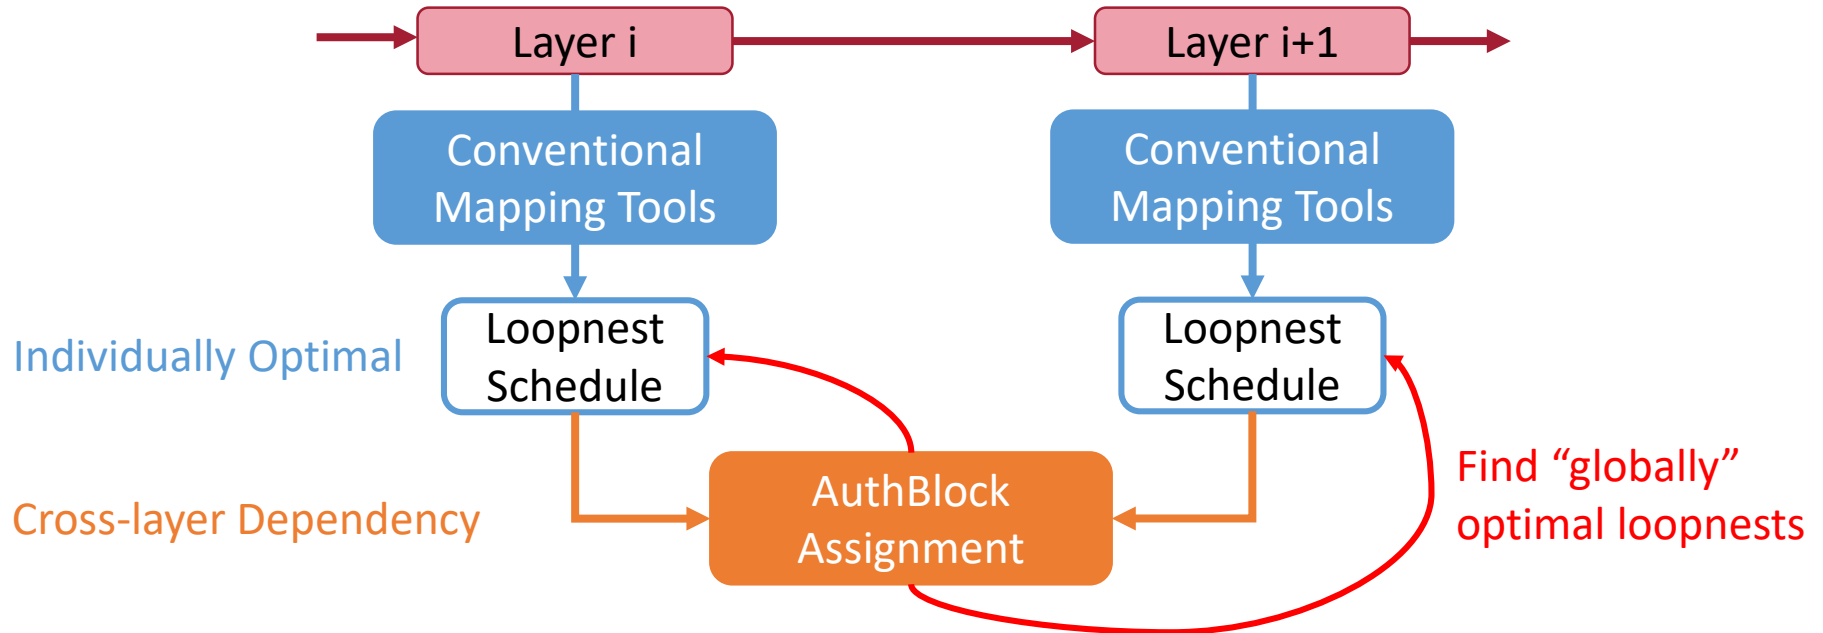 Layer i
Layer i+1
Conventional
Mapping Tools
Conventional
Mapping Tools
Individually Optimal
Loopnest
Schedule
Loopnest
Schedule
Cross-layer Dependency
AuthBlock
Assignment
Find “globally”
optimal loopnests